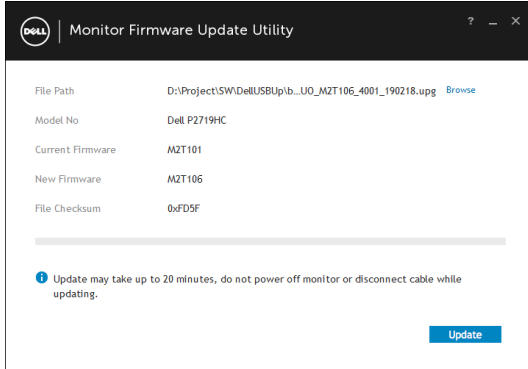 DELL Monitor Firmware Update Utility ? _ ×
File Path D:\Project\SW\DellUSBUp\b...UO_M2T106_4001_190218.upg Browse
Model No Dell P2719HC
Current Firmware M2T101
New Firmware M2T106
File Checksum 0xFD5F
i Update may take up to 20 minutes, do not power off monitor or disconnect cable while
updating.
Update